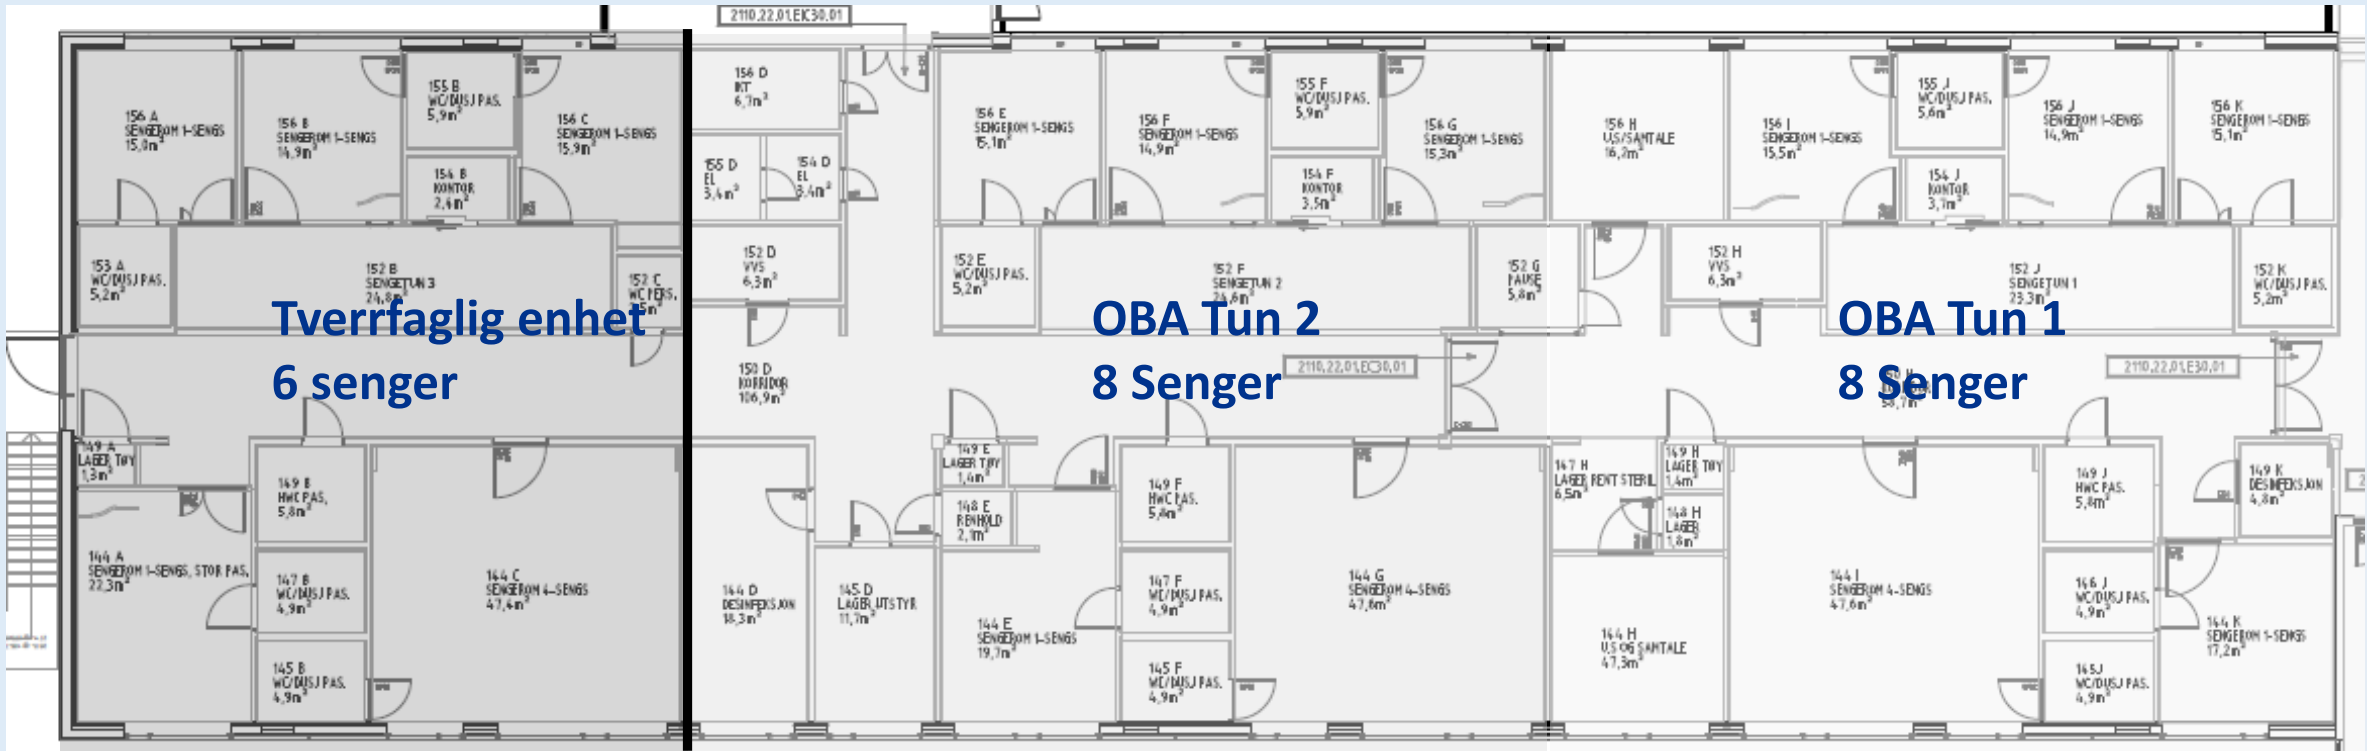 2110.22.01.EIC30.01
156 A
SENGEROM 1-SENGS
15,0m²
156 B
SENGEROM 1-SENGS
14,9m²
155 B
WC/DUSJ PAS.
5,9m²
154 B
KONTOR
2,4m²
156 C
SENGEROM 1-SENGS
15,9m²
156 D
IKT
6,7m²
155 D
EL
3,4m²
154 D
EL
3,4m²
156 E
SENGEROM 1-SENGS
15,1m²
156 F
SENGEROM 1-SENGS
14,9m²
155 F
WC/DUSJ PAS.
5,9m²
154 F
KONTOR
3,5m²
156 G
SENGEROM 1-SENGS
15,3m²
156 H
U.S/SAMTALE
16,2m²
156 I
SENGEROM 1-SENGS
15,5m²
155 J
WC/DUSJ PAS.
5,6m²
154 J
KONTOR
3,7m²
156 J
SENGEROM 1-SENGS
14,9m²
156 K
SENGEROM 1-SENGS
15,1m²
153 A
WC/DUSJ PAS.
5,2m²
152 B
SENGETUN 3
24,8m²
152 C
WC PERS.
152 D
VVS
6,3m²
152 E
WC/DUSJ PAS.
5,2m²
152 F
SENGETUN 2
24,6m²
152 G
PAUSE
5,8m²
152 H
VVS
6,3m²
152 J
SENGETUN 1
23,3m²
152 K
WC/DUSJ PAS.
5,2m²
Tverrfaglig enhet
6 senger
OBA Tun 2
8 Senger
OBA Tun 1
8 Senger
150 D
KORRIDOR
106,9m²
2110.22.01.EC30.01
2110.22.01.E30.01
58,7m²
149 A
LAGER TØY
1,3m²
149 B
HWC PAS.
5,8m²
144 A
SENGEROM 1-SENGS, STOR PAS.
22,3m²
147 B
WC/DUSJ PAS.
4,9m²
145 B
WC/DUSJ PAS.
4,9m²
144 C
SENGEROM 4-SENGS
47,4m²
144 D
DESINFEKSJON
18,3m²
145 D
LAGER UTSTYR
11,7m²
149 E
LAGER TØY
1,4m²
148 E
RENHOLD
2,1m²
144 E
SENGEROM 1-SENGS
19,7m²
149 F
HWC PAS.
5,8m²
147 F
WC/DUSJ PAS.
4,9m²
145 F
WC/DUSJ PAS.
4,9m²
144 G
SENGEROM 4-SENGS
47,6m²
147 H
LAGER RENT STERIL
6,5m²
149 H
LAGER TØY
1,4m²
148 H
LAGER
1,8m²
144 H
U.S OG SAMTALE
47,3m²
144 I
SENGEROM 4-SENGS
47,6m²
149 J
HWC PAS.
5,8m²
146 J
WC/DUSJ PAS.
4,9m²
145 J
WC/DUSJ PAS.
4,9m²
149 K
DESINFEKSJON
4,8m²
144 K
SENGEROM 1-SENGS
17,2m²